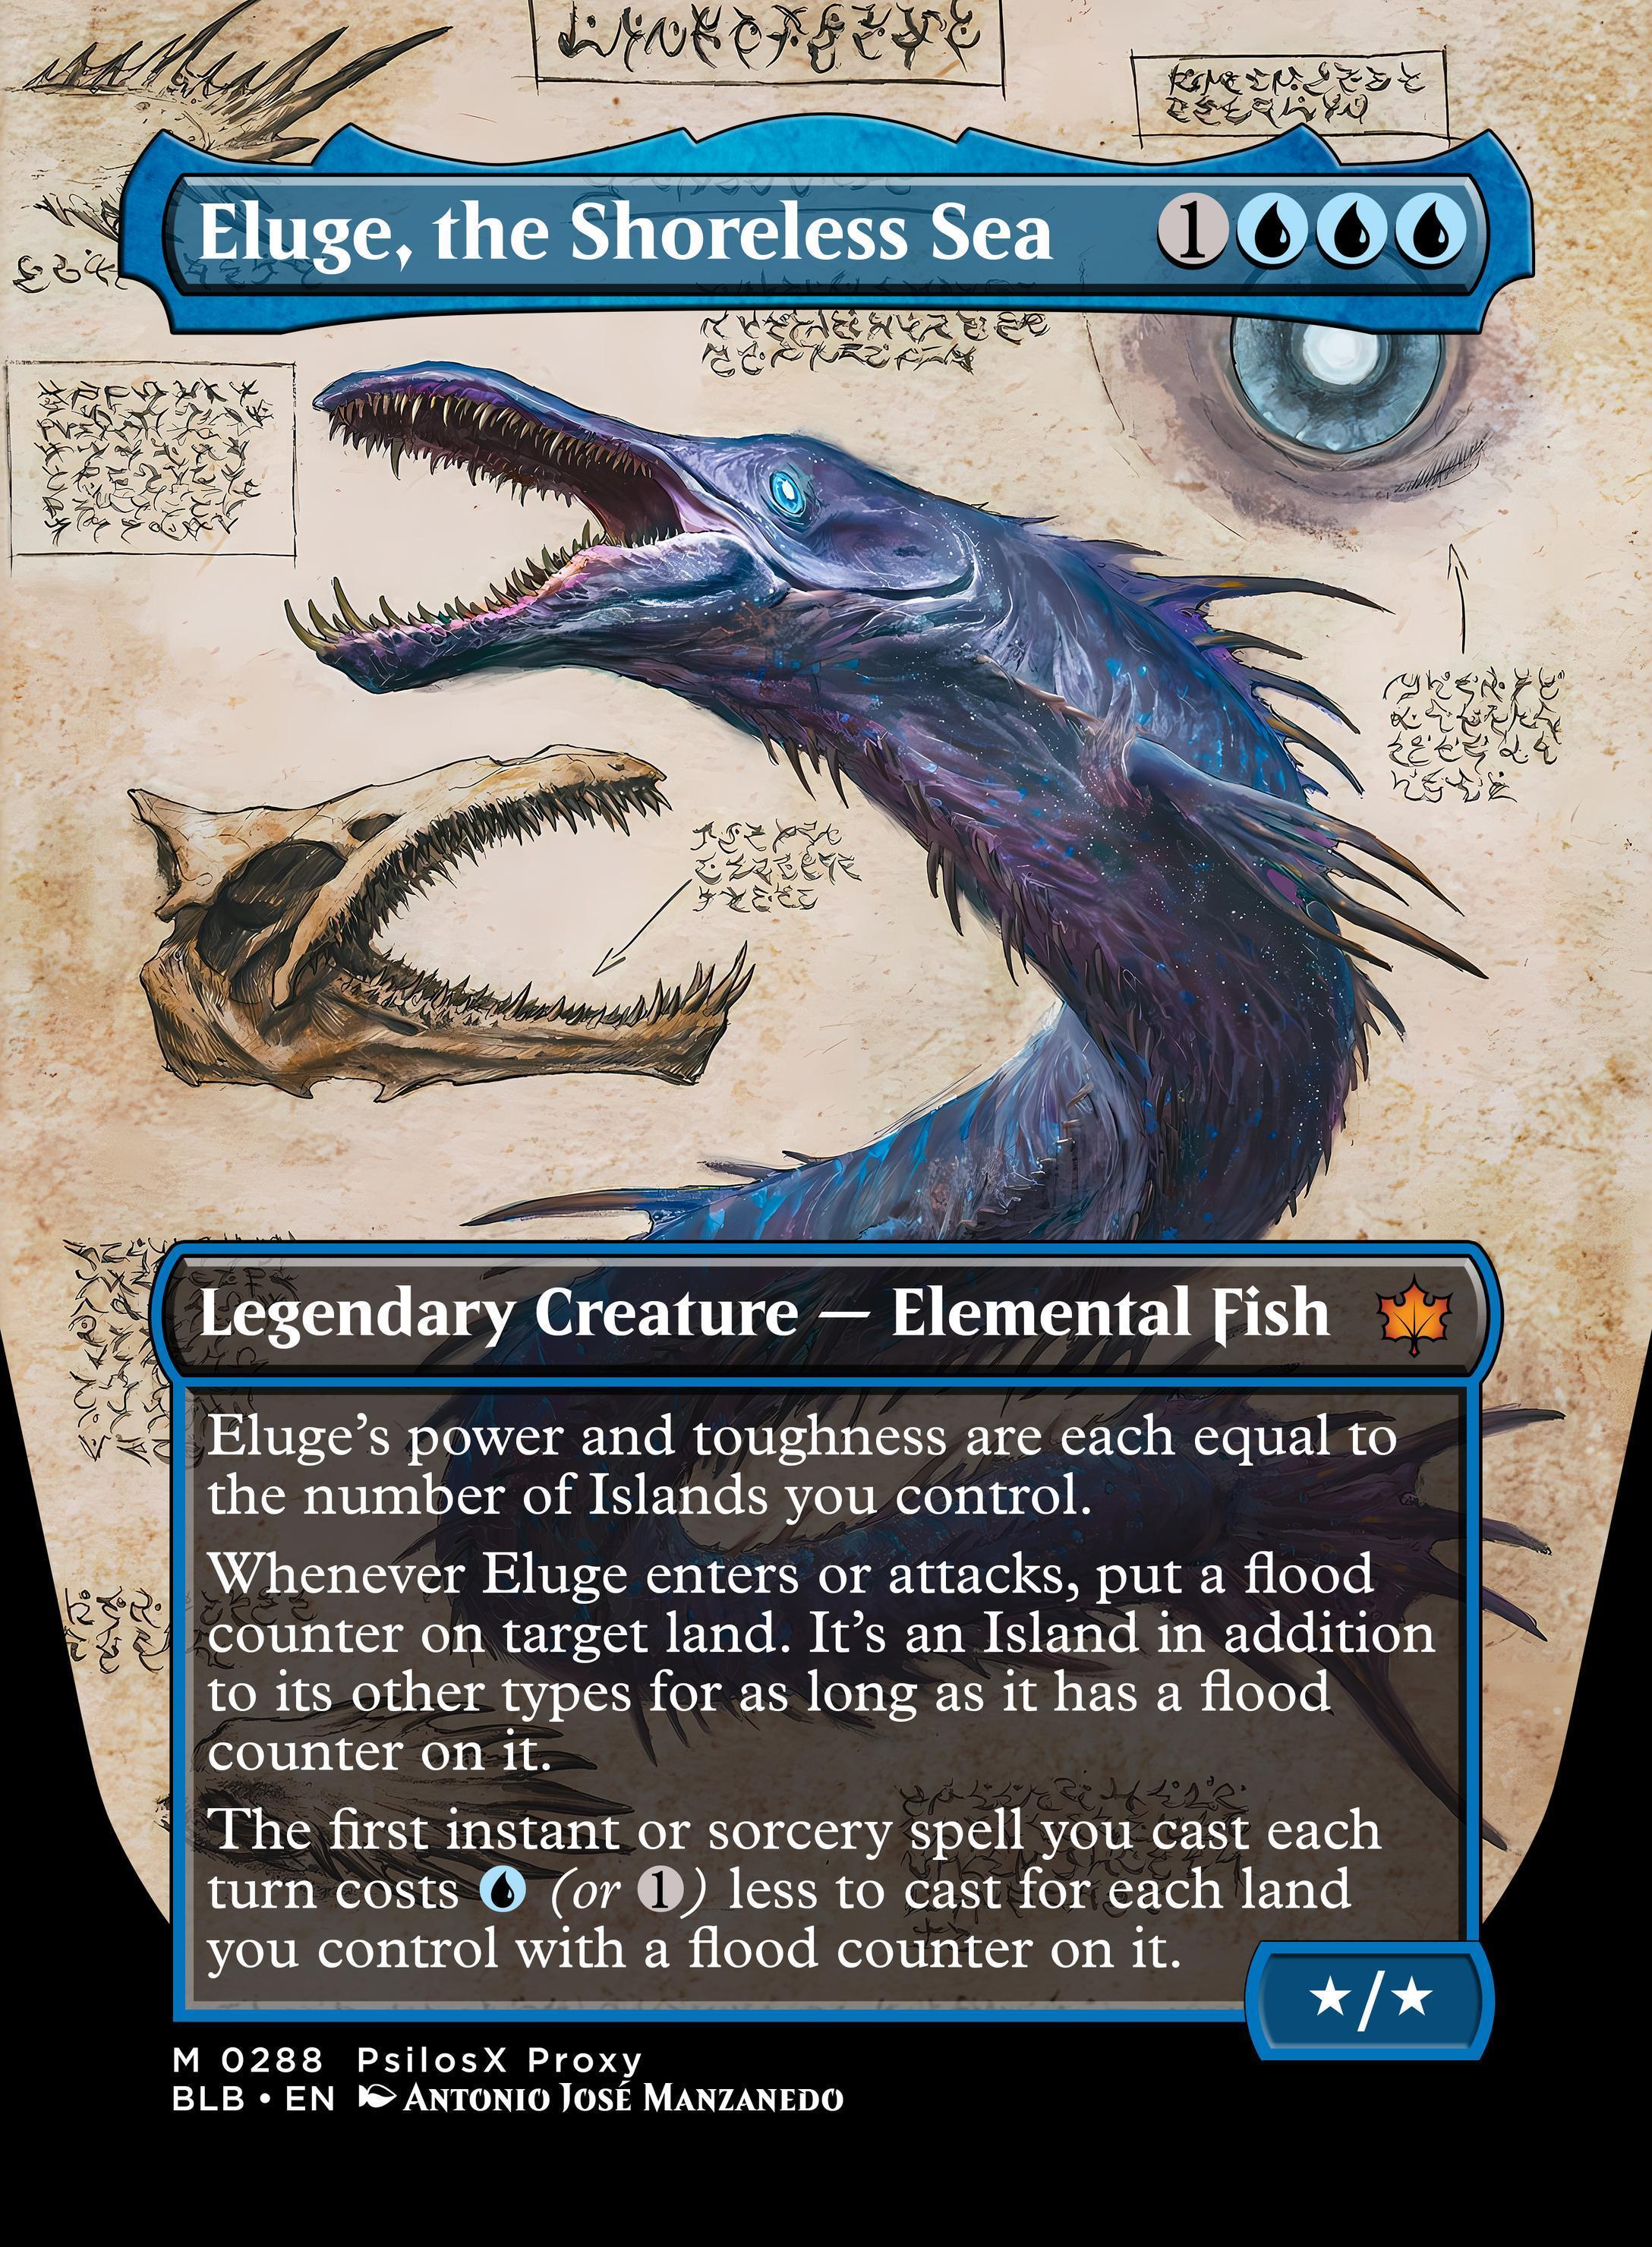 Eluge, the Shoreless Sea 1
Legendary Creature — Elemental Fish
Eluge’s power and toughness are each equal to
the number of Islands you control.
Whenever Eluge enters or attacks, put a flood
counter on target land. It’s an Island in addition
to its other types for as long as it has a flood
counter on it.
The first instant or sorcery spell you cast each
turn costs (or 1) less to cast for each land
you control with a flood counter on it.
★/★
M 0288 PsilosX Proxy
BLB • EN Antonio José Manzanedo